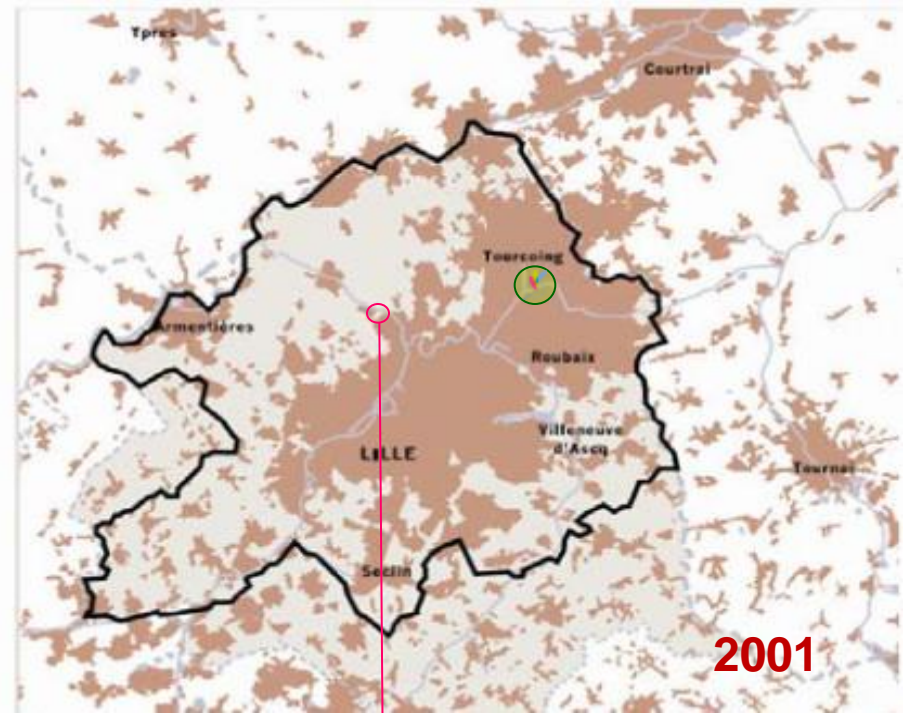 Ypres
Courtrai
Tourcoing
Armentières
Roubaix
Villeneuve
d'Ascq
LILLE
Tournai
Seclin
2001